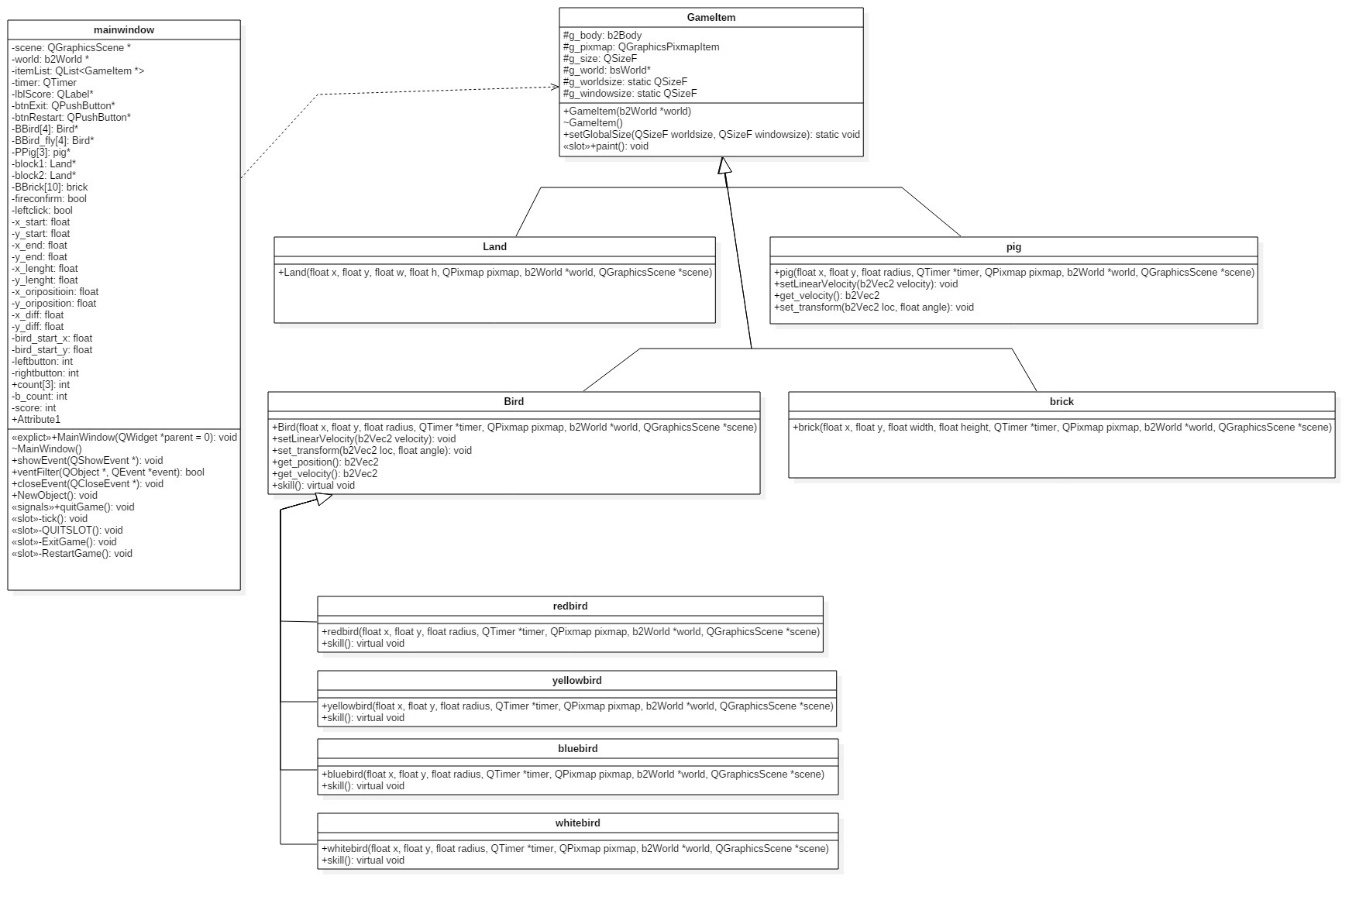 mainwindow
-scene: QGraphicsScene *
-world: b2World *
-itemList: QList<GameItem *>
-timer: QTimer
-lblScore: QLabel*
-btnExit: QPushButton*
-btnRestart: QPushButton*
-BBird[4]: Bird*
-BBird_fly[4]: Bird*
-PPig[3]: pig*
-block1: Land*
-block2: Land*
-BBrick[10]: brick
-fireconfirm: bool
-leftclick: bool
-x_start: float
-y_start: float
-x_end: float
-y_end: float
-x_lenght: float
-y_lenght: float
-x_oripositioin: float
-y_oriposition: float
-x_diff: float
-y_diff: float
-bird_start_x: float
-bird_start_y: float
-leftbutton: int
-rightbutton: int
+count[3]: int
-b_count: int
-score: int
+Attribute1
«explict»+MainWindow(QWidget *parent = 0): void
~MainWindow()
+showEvent(QShowEvent *): void
+ventFilter(QObject *, QEvent *event): bool
+closeEvent(QCloseEvent *): void
+NewObject(): void
«signals»+quitGame(): void
«slot»-tick(): void
«slot»-QUITSLOT(): void
«slot»-ExitGame(): void
«slot»-RestartGame(): void
GameItem
#g_body: b2Body
#g_pixmap: QGraphicsPixmapItem
#g_size: QSizeF
#g_world: bsWorld*
#g_worldsize: static QSizeF
#g_windowsize: static QSizeF
+GameItem(b2World *world)
~GameItem()
+setGlobalSize(QSizeF worldsize, QSizeF windowsize): static void
«slot»+paint(): void
Land
+Land(float x, float y, float w, float h, QPixmap pixmap, b2World *world, QGraphicsScene *scene)
pig
+pig(float x, float y, float radius, QTimer *timer, QPixmap pixmap, b2World *world, QGraphicsScene *scene)
+setLinearVelocity(b2Vec2 velocity): void
+get_velocity(): b2Vec2
+set_transform(b2Vec2 loc, float angle): void
Bird
+Bird(float x, float y, float radius, QTimer *timer, QPixmap pixmap, b2World *world, QGraphicsScene *scene)
+setLinearVelocity(b2Vec2 velocity): void
+set_transform(b2Vec2 loc, float angle): void
+get_position(): b2Vec2
+get_velocity(): b2Vec2
+skill(): virtual void
brick
+brick(float x, float y, float width, float height, QTimer *timer, QPixmap pixmap, b2World *world, QGraphicsScene *scene)
redbird
+redbird(float x, float y, float radius, QTimer *timer, QPixmap pixmap, b2World *world, QGraphicsScene *scene)
+skill(): virtual void
yellowbird
+yellowbird(float x, float y, float radius, QTimer *timer, QPixmap pixmap, b2World *world, QGraphicsScene *scene)
+skill(): virtual void
bluebird
+bluebird(float x, float y, float radius, QTimer *timer, QPixmap pixmap, b2World *world, QGraphicsScene *scene)
+skill(): virtual void
whitebird
+whitebird(float x, float y, float radius, QTimer *timer, QPixmap pixmap, b2World *world, QGraphicsScene *scene)
+skill(): virtual void